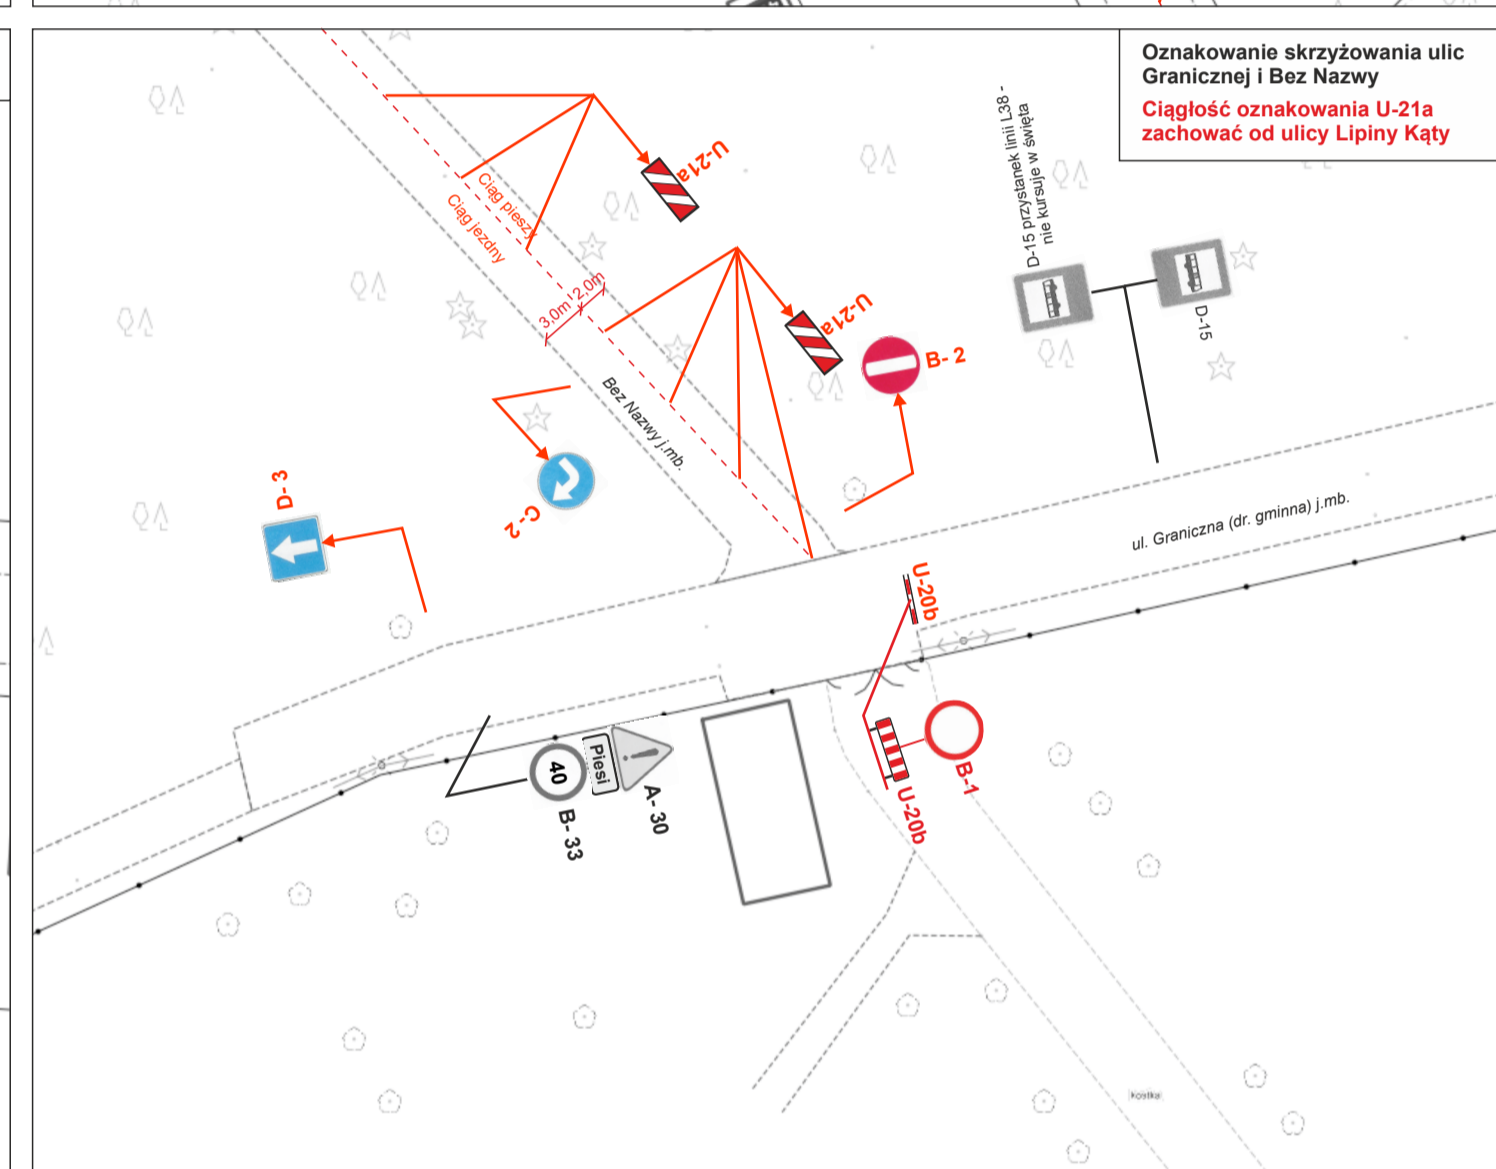 Oznakowanie skrzyżowania ulic
Granicznej i Bez Nazwy
Ciągłość oznakowania U-21a
zachować od ulicy Lipiny Kąty
U-21a
Ciąg pieszy
Ciąg jezdny
D-15 przystanek linii L38 -
nie kursuje w święta
D-15
3,0m
2,0m
U-21a
B- 2
Bez Nazwy j.mb.
D- 3
C- 2
ul. Graniczna (dr. gminna) j.mb.
U-20b
B-1
U-20b
Piesi
40
A- 30
B- 33
kostka